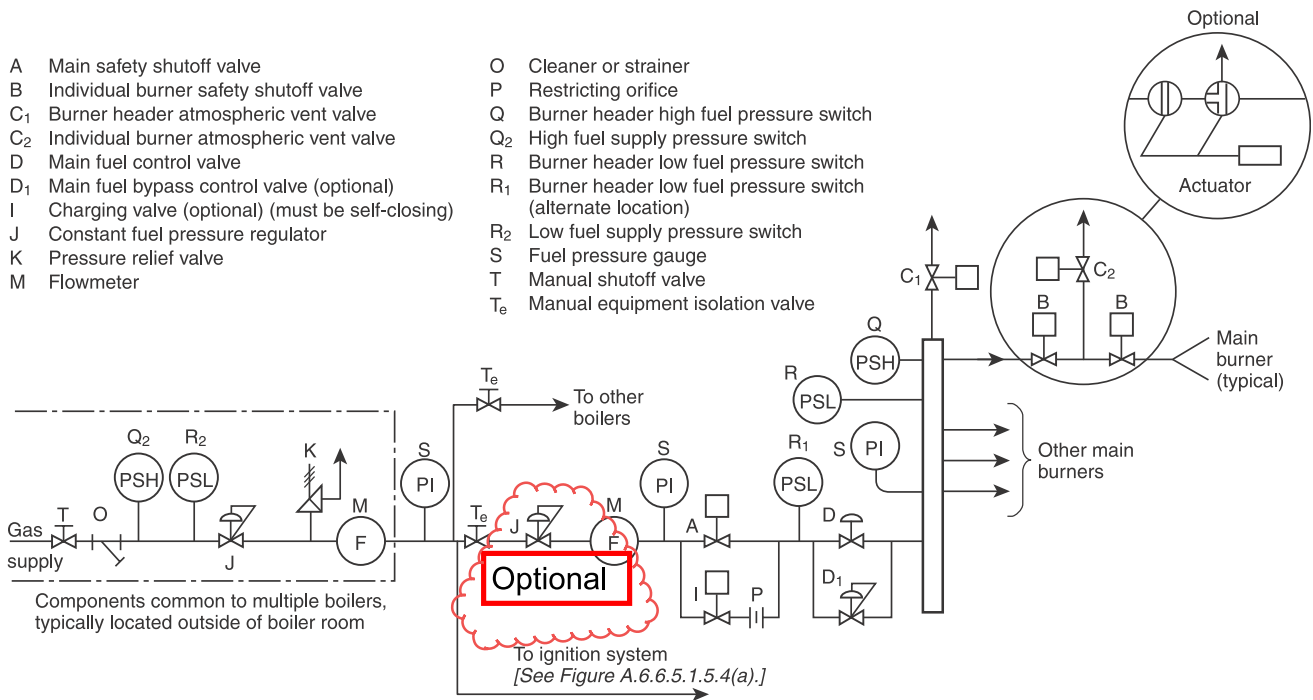 A Main safety shutoff valve
B Individual burner safety shutoff valve
C₁ Burner header atmospheric vent valve
C₂ Individual burner atmospheric vent valve
D Main fuel control valve
D₁ Main fuel bypass control valve (optional)
I Charging valve (optional) (must be self-closing)
J Constant fuel pressure regulator
K Pressure relief valve
M Flowmeter
O Cleaner or strainer
P Restricting orifice
Q Burner header high fuel pressure switch
Q₂ High fuel supply pressure switch
R Burner header low fuel pressure switch
R₁ Burner header low fuel pressure switch
(alternate location)
R₂ Low fuel supply pressure switch
S Fuel pressure gauge
T Manual shutoff valve
Tₑ Manual equipment isolation valve
Optional
Actuator
C₁
C₂
B B
Q
PSH
Main
burner
(typical)
R
PSL
Tₑ
To other
boilers
S
PI
Other main
burners
Q₂
PSH
R₂
PSL
K
S
PI
S
PI
R₁
PSL
Gas
supply
T
O
J
M
F
Tₑ
J
M
F
A
D
Optional
I
P
D₁
Components common to multiple boilers,
typically located outside of boiler room
To ignition system
[See Figure A.6.6.5.1.5.4(a).]